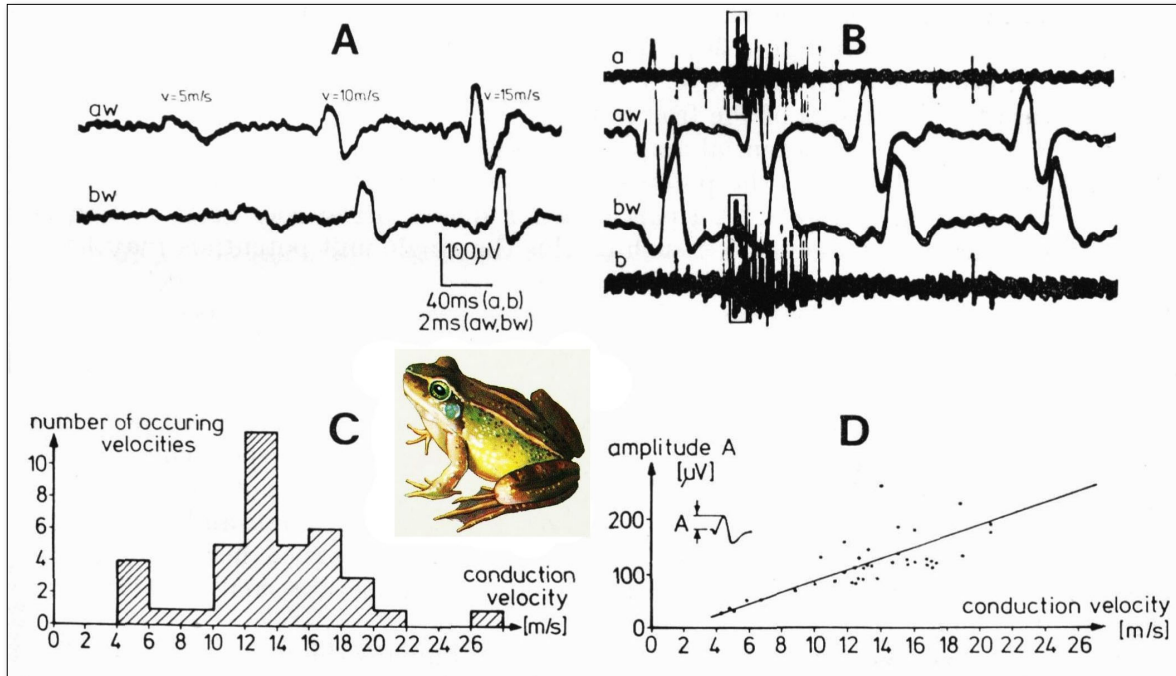 A
v=5m/s
v=10m/s
v=15m/s
aw
bw
100µV
40ms(a,b)
2ms(aw,bw)
B
a
aw
bw
b
C
number of occuring
velocities
10
8
6
4
2
0
0 2 4 6 8 10 12 14 16 18 20 22 24 26
conduction
velocity
[m/s]
D
amplitude A
[µV]
A
200
100
0
0 2 4 6 8 11 12 14 16 18 20 22 24 26
conduction velocity
[m/s]